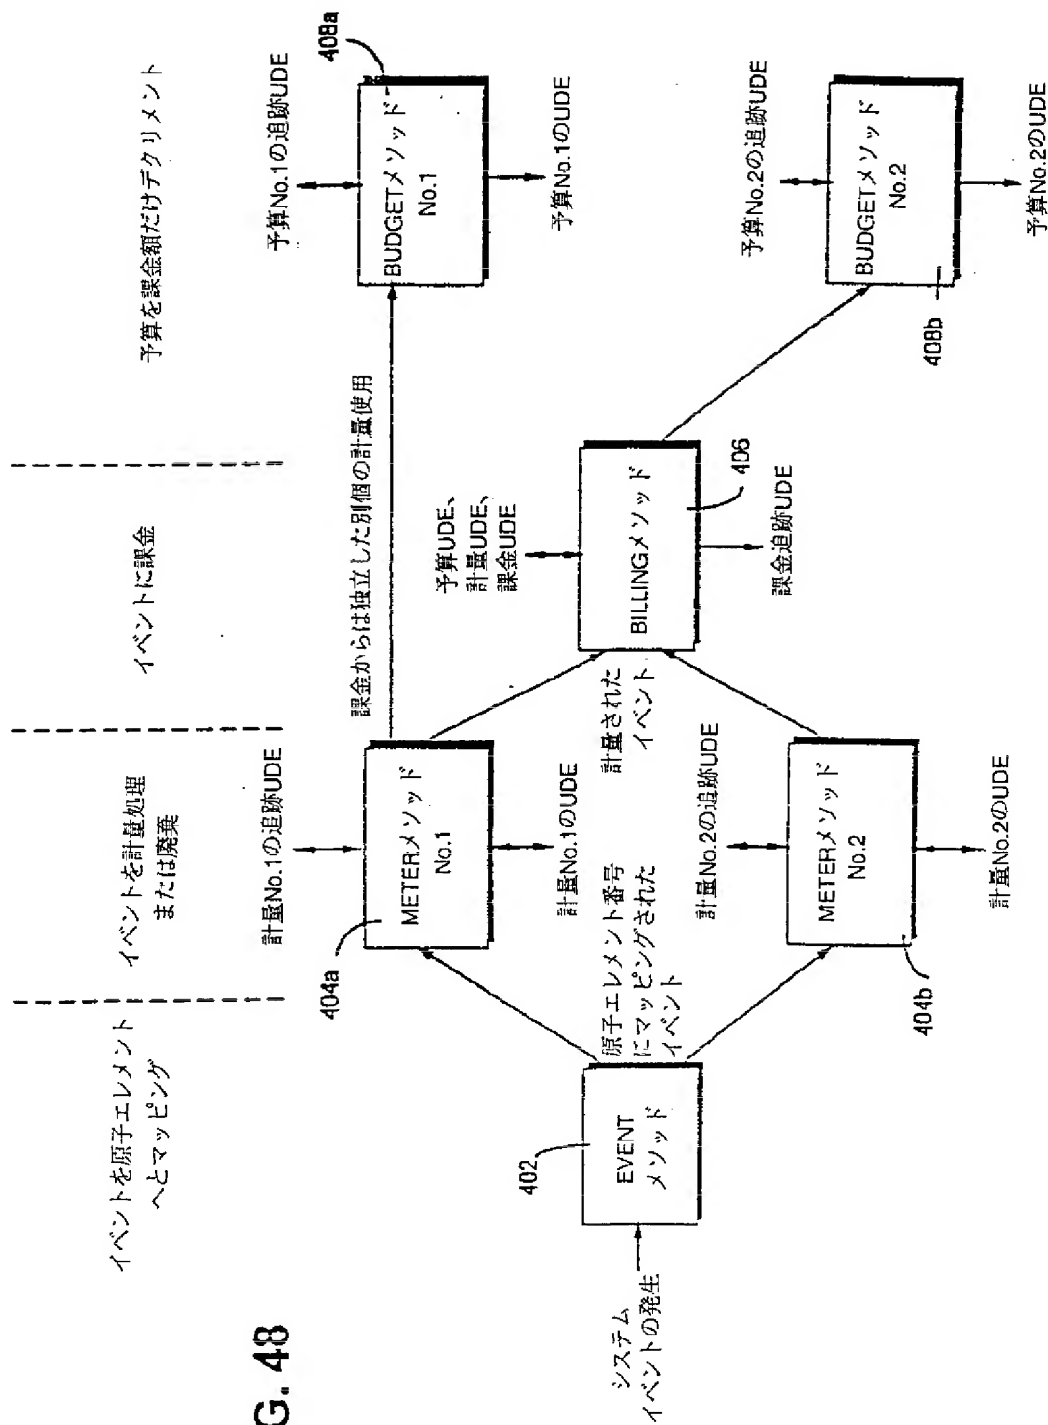 イベントを原子エレメント
へとマッピング
イベントを計量処理
または廃棄
イベントに課金
予算を課金額だけデクリメント
システム
イベントの発生
402
EVENT
メソッド
原子エレメント番号
にマッピングされた
イベント
404a
計量No.1の追跡UDE
METERメソッド
No.1
計量No.1のUDE
計量No.2の追跡UDE
METERメソッド
No.2
404b
計量No.2のUDE
課金からは独立した別個の計量使用
計量された
イベント
予算UDE、
計量UDE、
課金UDE
BILLINGメソッド
406
課金追跡UDE
予算No.1の追跡UDE
408a
BUDGETメソッド
No.1
予算No.1のUDE
予算No.2の追跡UDE
BUDGETメソッド
No.2
408b
予算No.2のUDE
G. 48